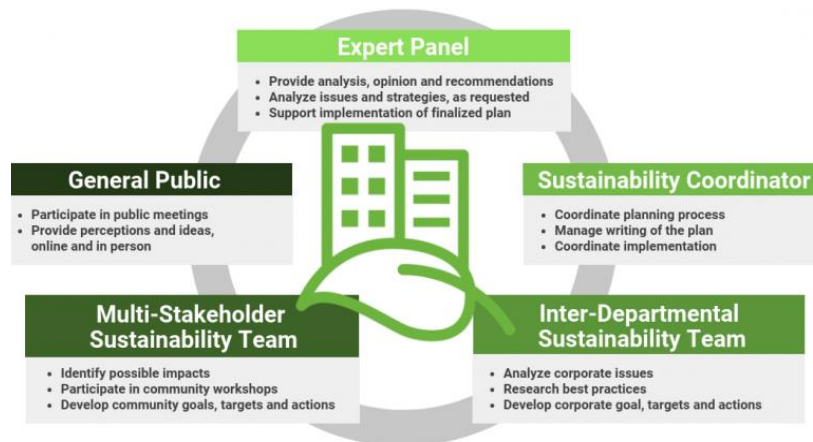 Expert Panel
• Provide analysis, opinion and recommendations
• Analyze issues and strategies, as requested
• Support implementation of finalized plan
General Public
• Participate in public meetings
• Provide perceptions and ideas,
online and in person
Sustainability Coordinator
• Coordinate planning process
• Manage writing of the plan
• Coordinate implementation
Multi-Stakeholder
Sustainability Team
• Identify possible impacts
• Participate in community workshops
• Develop community goals, targets and actions
Inter-Departmental
Sustainability Team
• Analyze corporate issues
• Research best practices
• Develop corporate goal, targets and actions